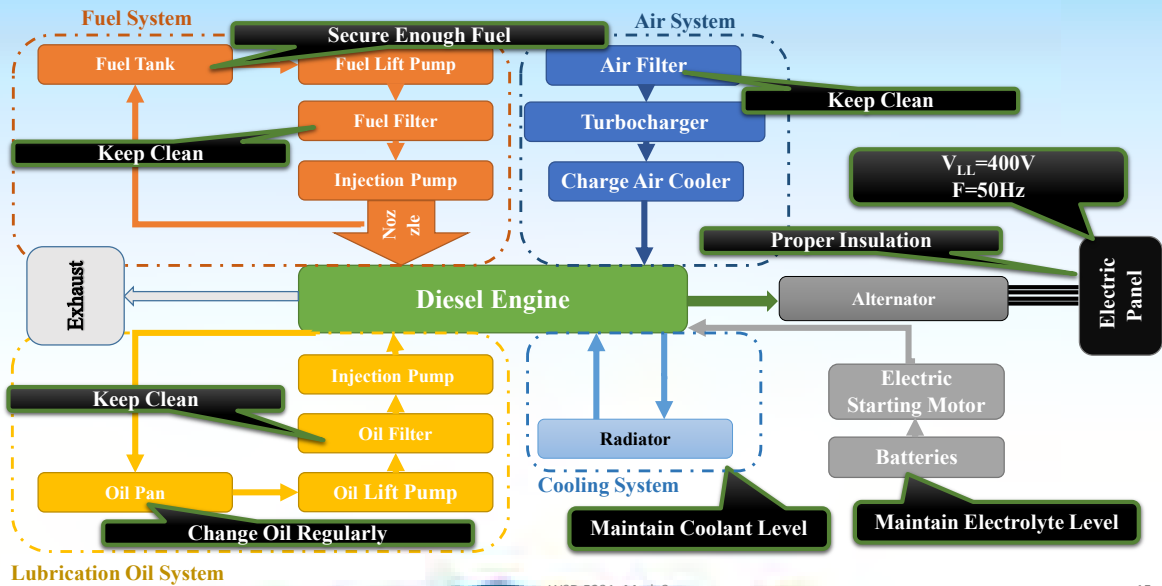 Fuel System
Air System
Secure Enough Fuel
Fuel Tank
Fuel Lift Pump
Air Filter
Keep Clean
Fuel Filter
Turbocharger
Keep Clean
Injection Pump
Charge Air Cooler
V_LL=400V
F=50Hz
Noz
zle
Proper Insulation
Exhaust
Diesel Engine
Alternator
Electric
Panel
Injection Pump
Keep Clean
Electric
Starting Motor
Oil Filter
Radiator
Batteries
Oil Pan
Oil Lift Pump
Cooling System
Change Oil Regularly
Maintain Coolant Level
Maintain Electrolyte Level
Lubrication Oil System